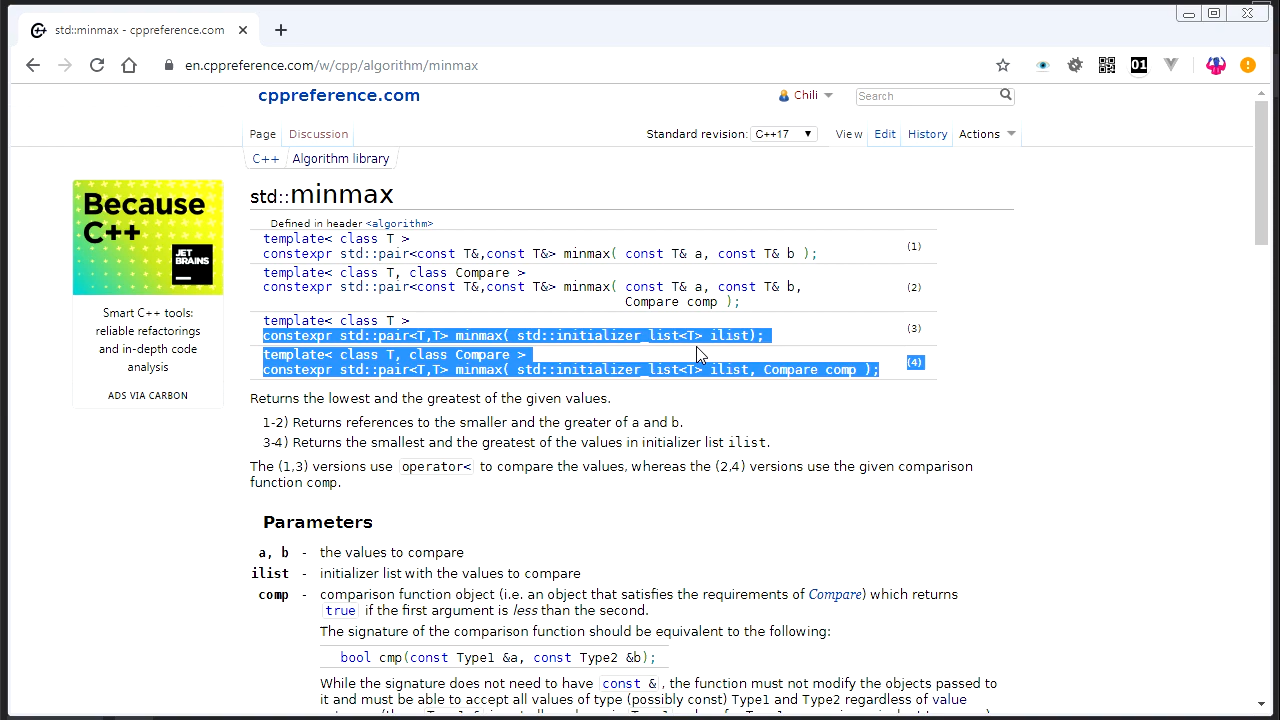 std::minmax - cppreference.com
en.cppreference.com/w/cpp/algorithm/minmax
01
cppreference.com
Chili
Search
Page
Discussion
Standard revision: C++17
View
Edit
History
Actions
C++
Algorithm library
Because
C++
JET
BRAINS
Smart C++ tools:
reliable refactorings
and in-depth code
analysis
ADS VIA CARBON
std::minmax
Defined in header <algorithm>
template< class T >
constexpr std::pair<const T&,const T&> minmax( const T& a, const T& b );
(1)
template< class T, class Compare >
constexpr std::pair<const T&,const T&> minmax( const T& a, const T& b,
Compare comp );
(2)
template< class T >
constexpr std::pair<T,T> minmax( std::initializer_list<T> ilist);
(3)
template< class T, class Compare >
constexpr std::pair<T,T> minmax( std::initializer_list<T> ilist, Compare comp );
(4)
Returns the lowest and the greatest of the given values.
1-2) Returns references to the smaller and the greater of a and b.
3-4) Returns the smallest and the greatest of the values in initializer list ilist.
The (1,3) versions use operator< to compare the values, whereas the (2,4) versions use the given comparison
function comp.
Parameters
a, b - the values to compare
ilist - initializer list with the values to compare
comp - comparison function object (i.e. an object that satisfies the requirements of Compare) which returns
true if the first argument is less than the second.
The signature of the comparison function should be equivalent to the following:
bool cmp(const Type1 &a, const Type2 &b);
While the signature does not need to have const &, the function must not modify the objects passed to
it and must be able to accept all values of type (possibly const) Type1 and Type2 regardless of value